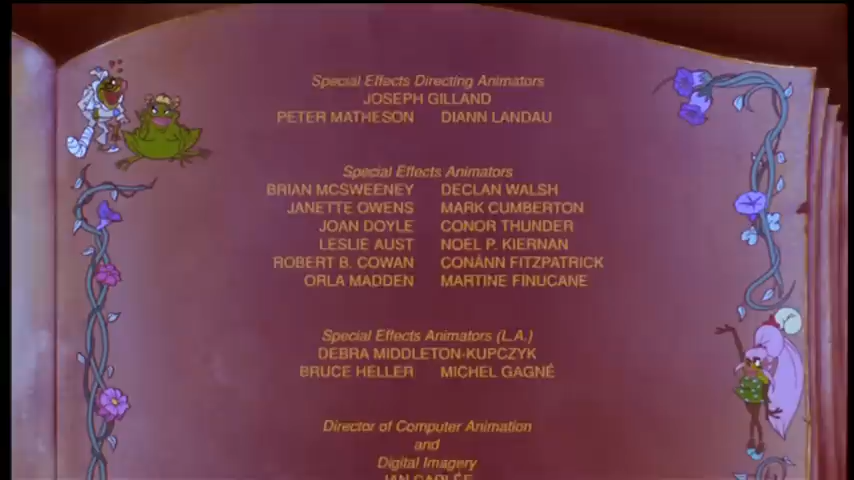 Special Effects Directing Animators
JOSEPH GILLAND
PETER MATHESON DIANN LANDAU
Special Effects Animators
BRIAN MCSWEENEY DECLAN WALSH
JANETTE OWENS MARK CUMBERTON
JOAN DOYLE CONOR THUNDER
LESLIE AUST NOEL P. KIERNAN
ROBERT B. COWAN CONÁNN FITZPATRICK
ORLA MADDEN MARTINE FINUCANE
Special Effects Animators (L.A.)
DEBRA MIDDLETON-KUPCZYK
BRUCE HELLER MICHEL GAGNÉ
Director of Computer Animation
and
Digital Imagery
JAN